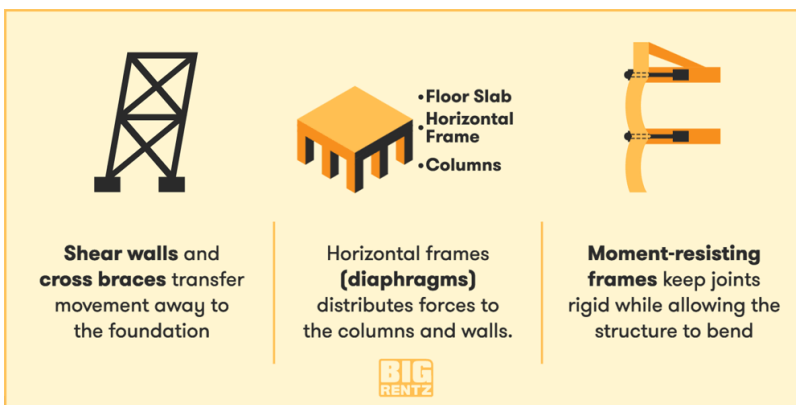 •Floor Slab
•Horizontal
Frame
•Columns
Shear walls and
cross braces transfer
movement away to
the foundation
Horizontal frames
(diaphragms)
distributes forces to
the columns and walls.
Moment-resisting
frames keep joints
rigid while allowing the
structure to bend
BIG
RENTZ